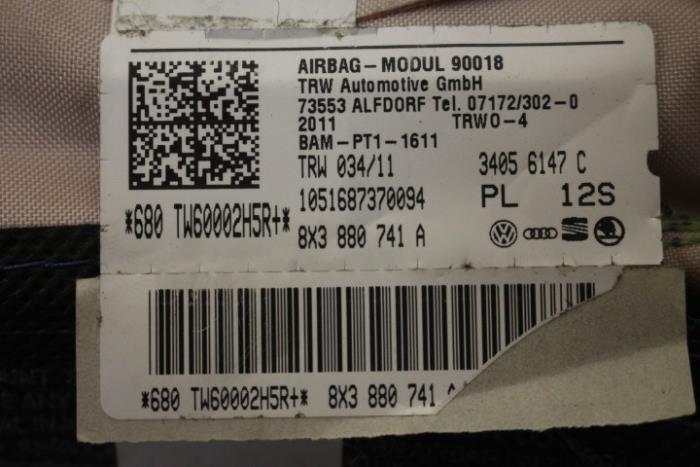 AIRBAG-MODUL 90018
TRW Automotive GmbH
73553 ALFDORF Tel. 07172/302-0
2011 TRWO-4
BAM-PT1-1611
TRW 034/11 3405 6147 C
1051687370094 PL 12S
*680 TW60002H5R+* 8X3 880 741 A
*680 TW60002H5R+* 8X3 880 741 A